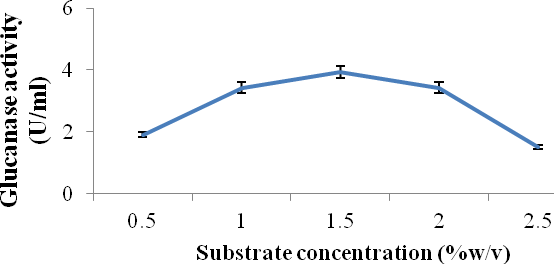 Glucanase activity
(U/ml)
6
4
2
0
0.5 1 1.5 2 2.5
Substrate concentration (%w/v)